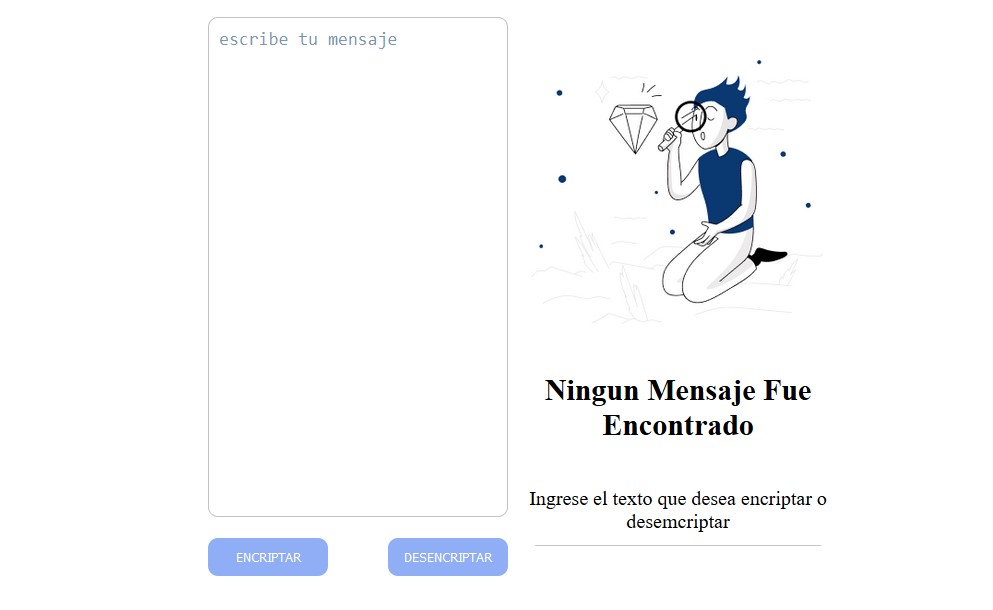 escribe tu mensaje
ENCRIPTAR
DESENCRIPTAR
Ningun Mensaje Fue
Encontrado
Ingrese el texto que desea encriptar o
desemcriptar